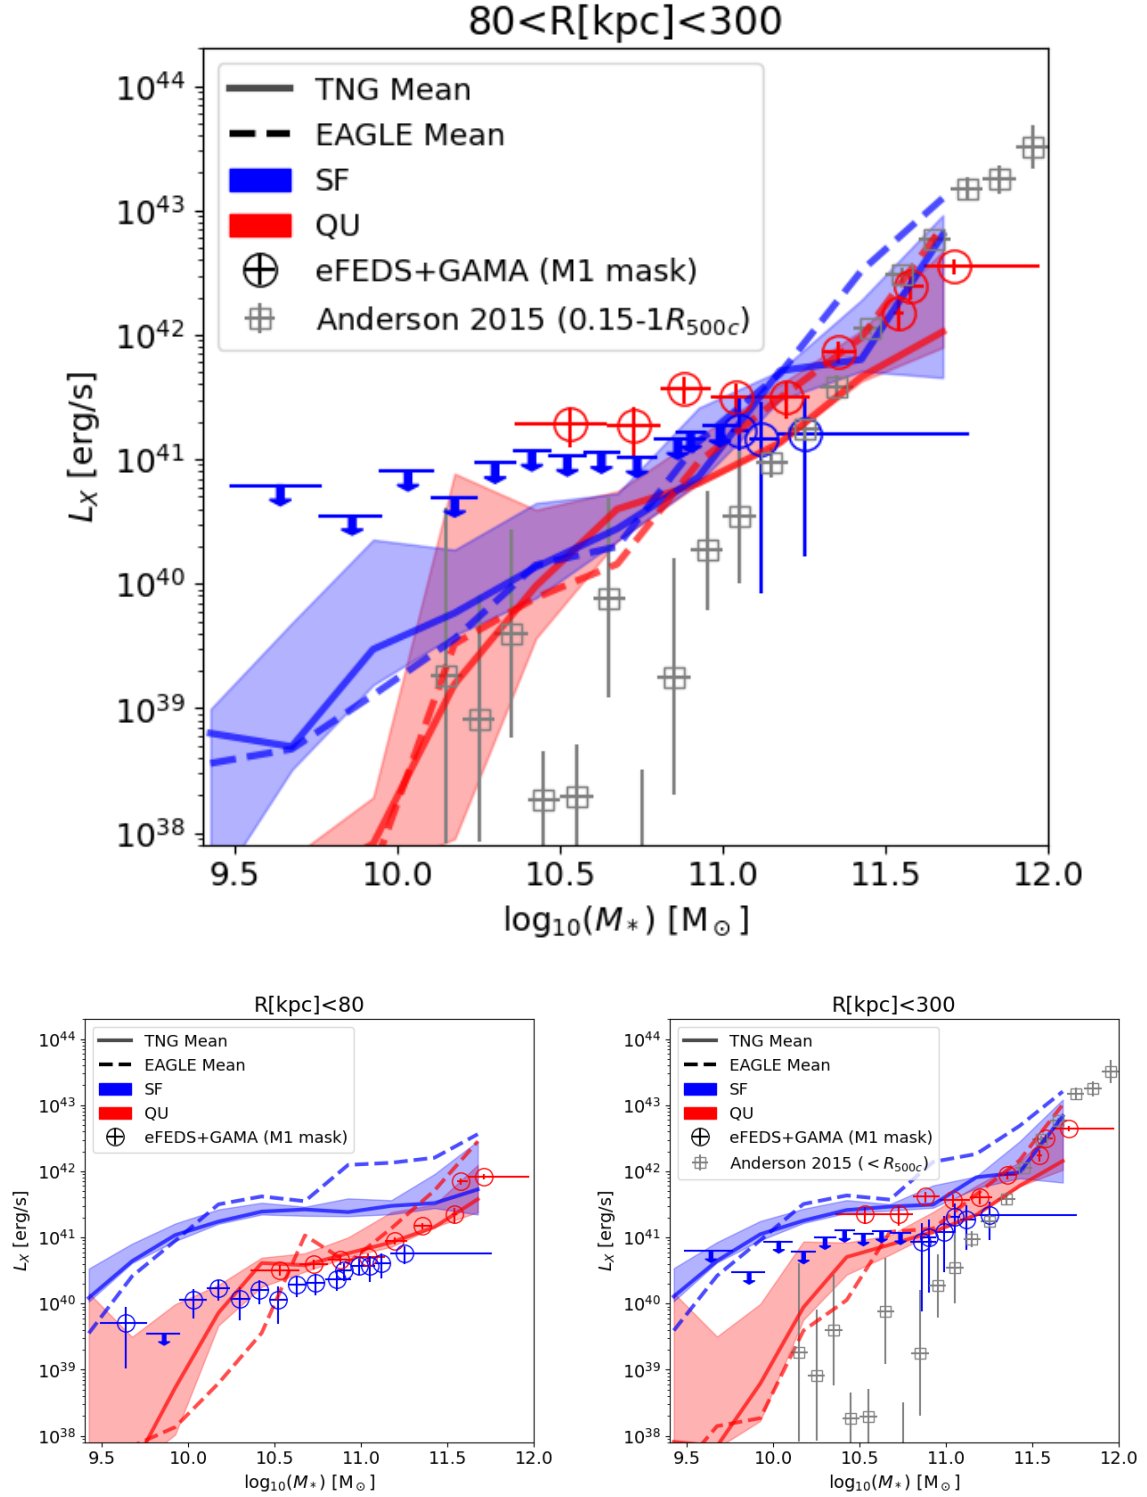 80<R[kpc]<300
TNG Mean
EAGLE Mean
SF
QU
eFEDS+GAMA (M1 mask)
Anderson 2015 (0.15-1R500c)
10^44
10^43
10^42
10^41
10^40
10^39
10^38
L_X [erg/s]
9.5 10.0 10.5 11.0 11.5 12.0
log10(M*) [M⊙]
R[kpc]<80
TNG Mean
EAGLE Mean
SF
QU
eFEDS+GAMA (M1 mask)
10^44
10^43
10^42
10^41
10^40
10^39
10^38
L_X [erg/s]
9.5 10.0 10.5 11.0 11.5 12.0
log10(M*) [M⊙]
R[kpc]<300
TNG Mean
EAGLE Mean
SF
QU
eFEDS+GAMA (M1 mask)
Anderson 2015 (< R500c)
10^44
10^43
10^42
10^41
10^40
10^39
10^38
L_X [erg/s]
9.5 10.0 10.5 11.0 11.5 12.0
log10(M*) [M⊙]